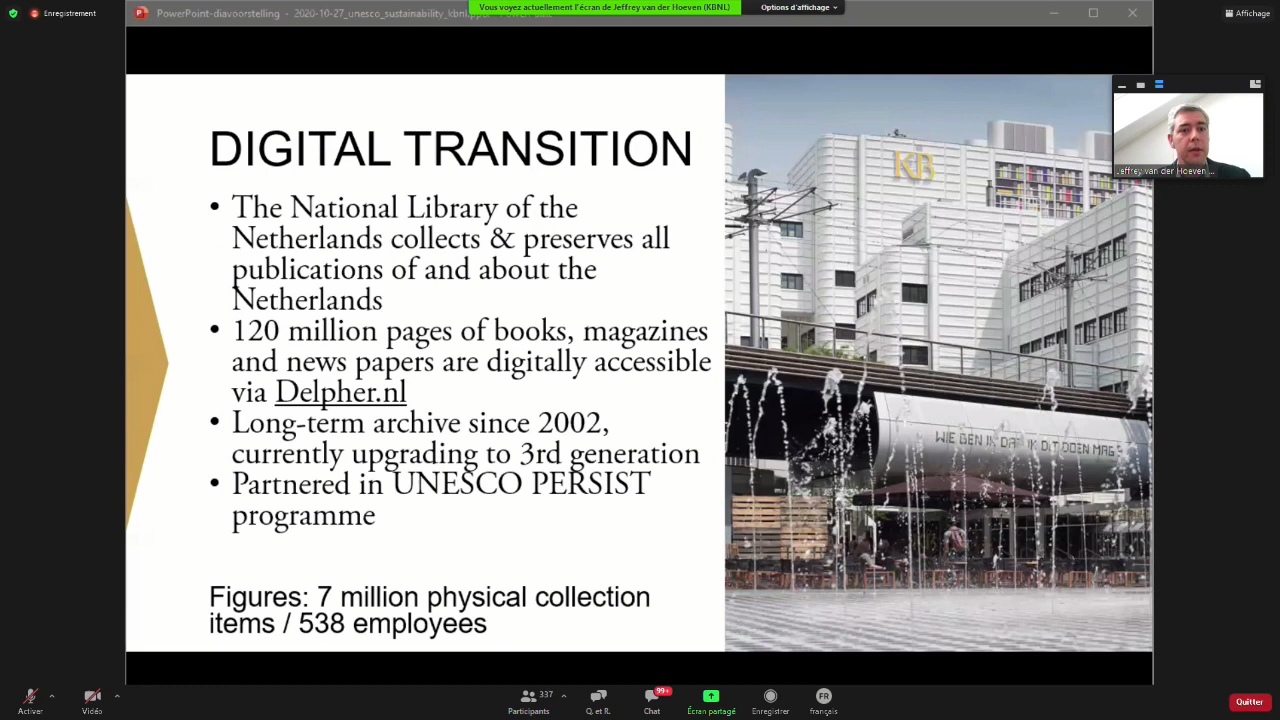 Enregistrement
PowerPoint-diavoorstelling - 2020-10-27_unesco_sustainability_kbnl
Vous voyez actuellement l'écran de Jeffrey van der Hoeven (KBNL)
Options d'affichage
Affichage
DIGITAL TRANSITION
• The National Library of the
Netherlands collects & preserves all
publications of and about the
Netherlands
• 120 million pages of books, magazines
and news papers are digitally accessible
via Delpher.nl
• Long-term archive since 2002,
currently upgrading to 3rd generation
• Partnered in UNESCO PERSIST
programme
Figures: 7 million physical collection
items / 538 employees
KB
WIE BEN IK DAT IK DIT DOEN MAG?
Jeffrey van der Hoeven ...
Activer
Vidéo
337
Participants
Q. et R.
99+
Chat
Écran partagé
Enregistrer
FR
français
Quitter